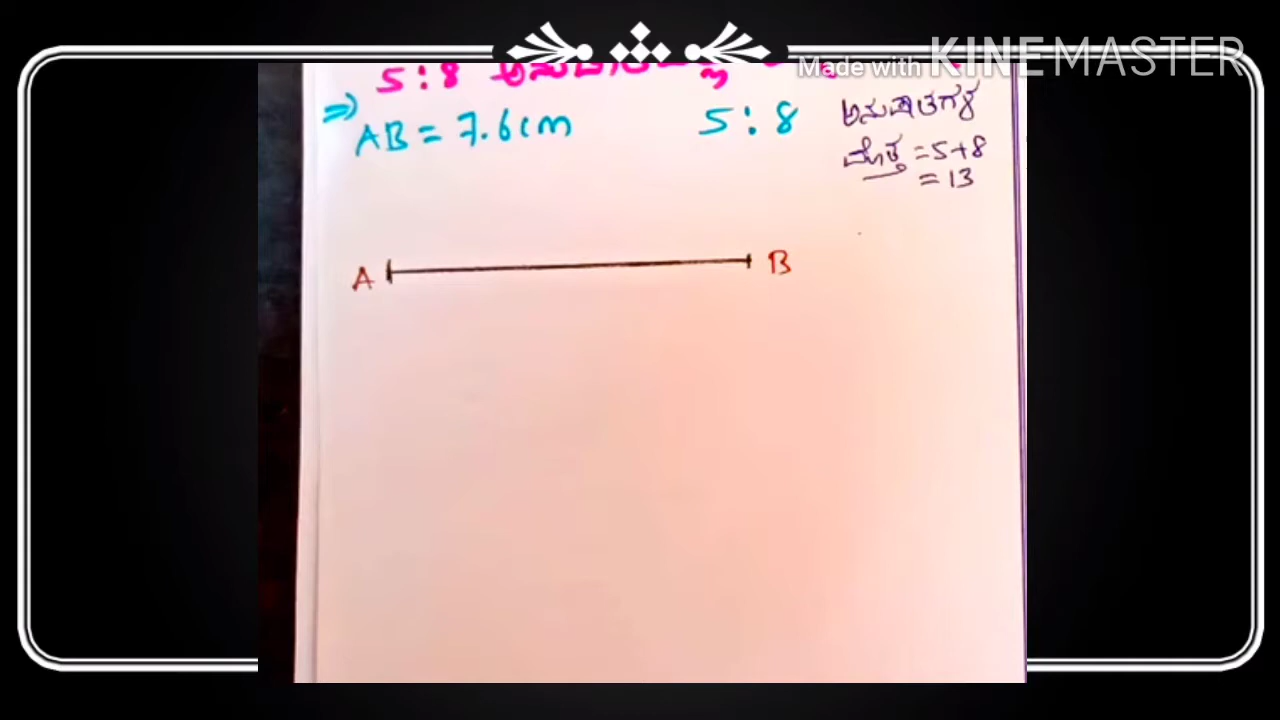 Made with KINEMASTER
5:8
⇒ AB = 7.6cm 5:8 ಅನುಪಾತಗಳ
ಮೊತ್ತ = 5+8
= 13
A B